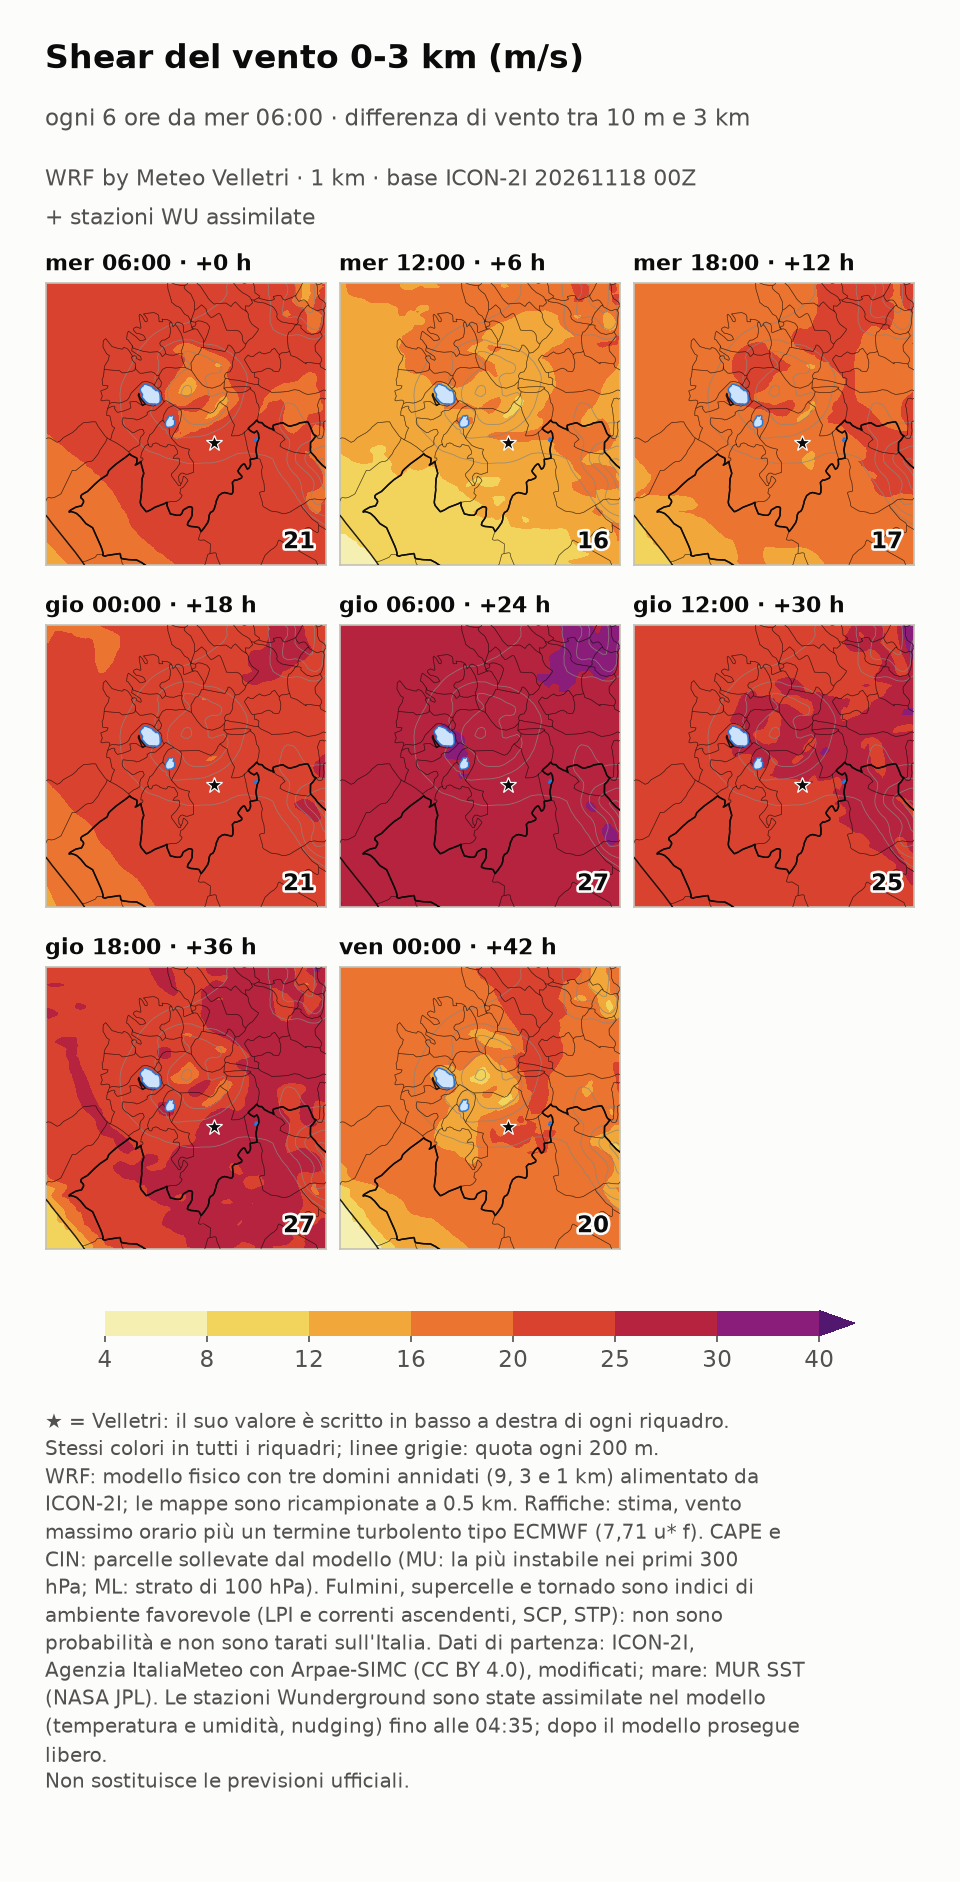 Shear del vento 0-3 km (m/s)
ogni 6 ore da mer 06:00 · differenza di vento tra 10 m e 3 km
WRF by Meteo Velletri · 1 km · base ICON-2I 20261118 00Z
+ stazioni WU assimilate
mer 06:00 · +0 h
mer 12:00 · +6 h
mer 18:00 · +12 h
21
16
17
gio 00:00 · +18 h
gio 06:00 · +24 h
gio 12:00 · +30 h
21
27
25
gio 18:00 · +36 h
ven 00:00 · +42 h
27
20
4 8 12 16 20 25 30 40
★ = Velletri: il suo valore è scritto in basso a destra di ogni riquadro.
Stessi colori in tutti i riquadri; linee grigie: quota ogni 200 m.
WRF: modello fisico con tre domini annidati (9, 3 e 1 km) alimentato da
ICON-2I; le mappe sono ricampionate a 0.5 km. Raffiche: stima, vento
massimo orario più un termine turbolento tipo ECMWF (7,71 u* f). CAPE e
CIN: parcelle sollevate dal modello (MU: la più instabile nei primi 300
hPa; ML: strato di 100 hPa). Fulmini, supercelle e tornado sono indici di
ambiente favorevole (LPI e correnti ascendenti, SCP, STP): non sono
probabilità e non sono tarati sull'Italia. Dati di partenza: ICON-2I,
Agenzia ItaliaMeteo con Arpae-SIMC (CC BY 4.0), modificati; mare: MUR SST
(NASA JPL). Le stazioni Wunderground sono state assimilate nel modello
(temperatura e umidità, nudging) fino alle 04:35; dopo il modello prosegue
libero.
Non sostituisce le previsioni ufficiali.